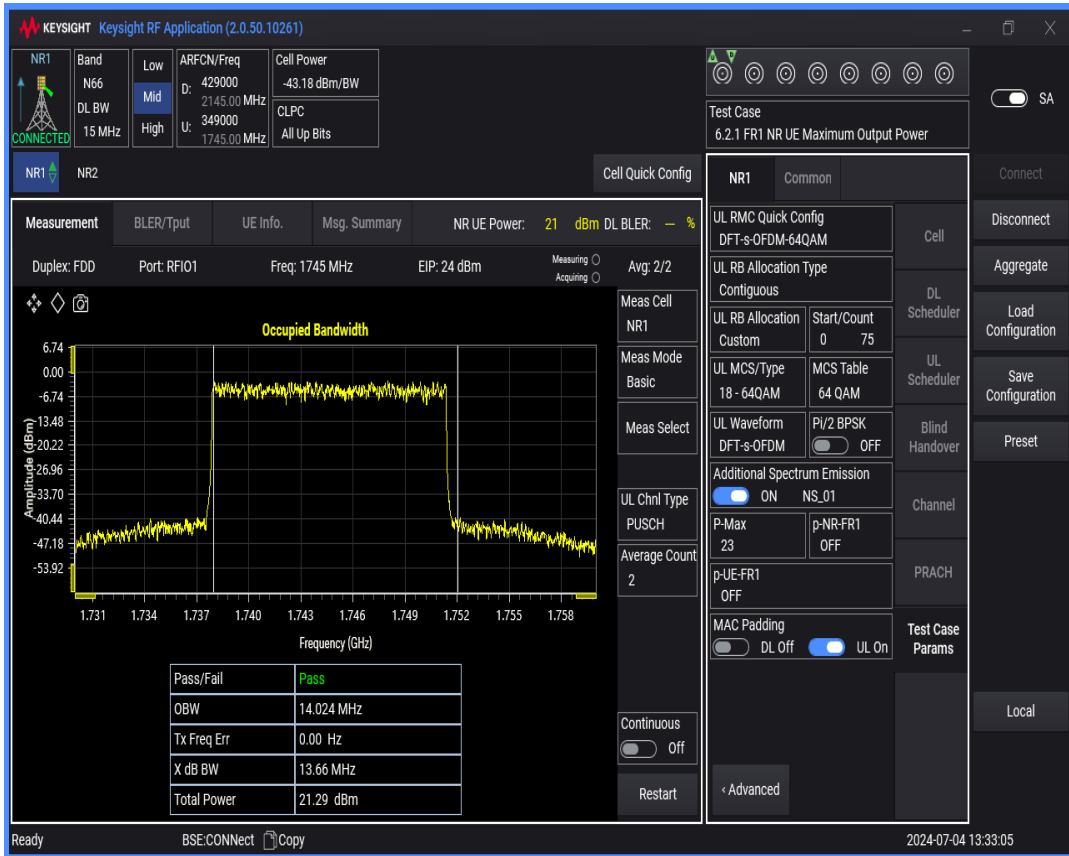 KEYSIGHT Keysight RF Application (2.0.50.10261)
NR1
CONNECTED
Band
N66
DL BW
15 MHz
Low
Mid
High
ARFCN/Freq
D: 429000
2145.00 MHz
U: 349000
1745.00 MHz
Cell Power
-43.18 dBm/BW
CLPC
All Up Bits
Test Case
6.2.1 FR1 NR UE Maximum Output Power
SA
NR1 NR2
Cell Quick Config
Measurement BLER/Tput UE Info. Msg. Summary NR UE Power: 21 dBm DL BLER: -- %
Duplex: FDD Port: RFIO1 Freq: 1745 MHz EIP: 24 dBm Measuring Avg: 2/2
Acquiring
Occupied Bandwidth
Amplitude (dBm)
6.74
0.00
-6.74
-13.48
-20.22
-26.96
-33.70
-40.44
-47.18
-53.92
1.731 1.734 1.737 1.740 1.743 1.746 1.749 1.752 1.755 1.758
Frequency (GHz)
Pass/Fail Pass
OBW 14.024 MHz
Tx Freq Err 0.00 Hz
X dB BW 13.66 MHz
Total Power 21.29 dBm
Meas Cell
NR1
Meas Mode
Basic
Meas Select
UL Chnl Type
PUSCH
Average Count
2
Continuous
Off
Restart
NR1 Common
UL RMC Quick Config
DFT-s-OFDM-64QAM
UL RB Allocation Type
Contiguous
UL RB Allocation
Custom
Start/Count
0 75
UL MCS/Type
18 - 64QAM
MCS Table
64 QAM
UL Waveform
DFT-s-OFDM
Pi/2 BPSK
OFF
Additional Spectrum Emission
ON NS_01
P-Max
23
p-NR-FR1
OFF
p-UE-FR1
OFF
MAC Padding
DL Off UL On
‹ Advanced
Cell
DL
Scheduler
UL
Scheduler
Blind
Handover
Channel
PRACH
Test Case
Params
Connect
Disconnect
Aggregate
Load
Configuration
Save
Configuration
Preset
Local
Ready BSE:CONNect Copy 2024-07-04 13:33:05